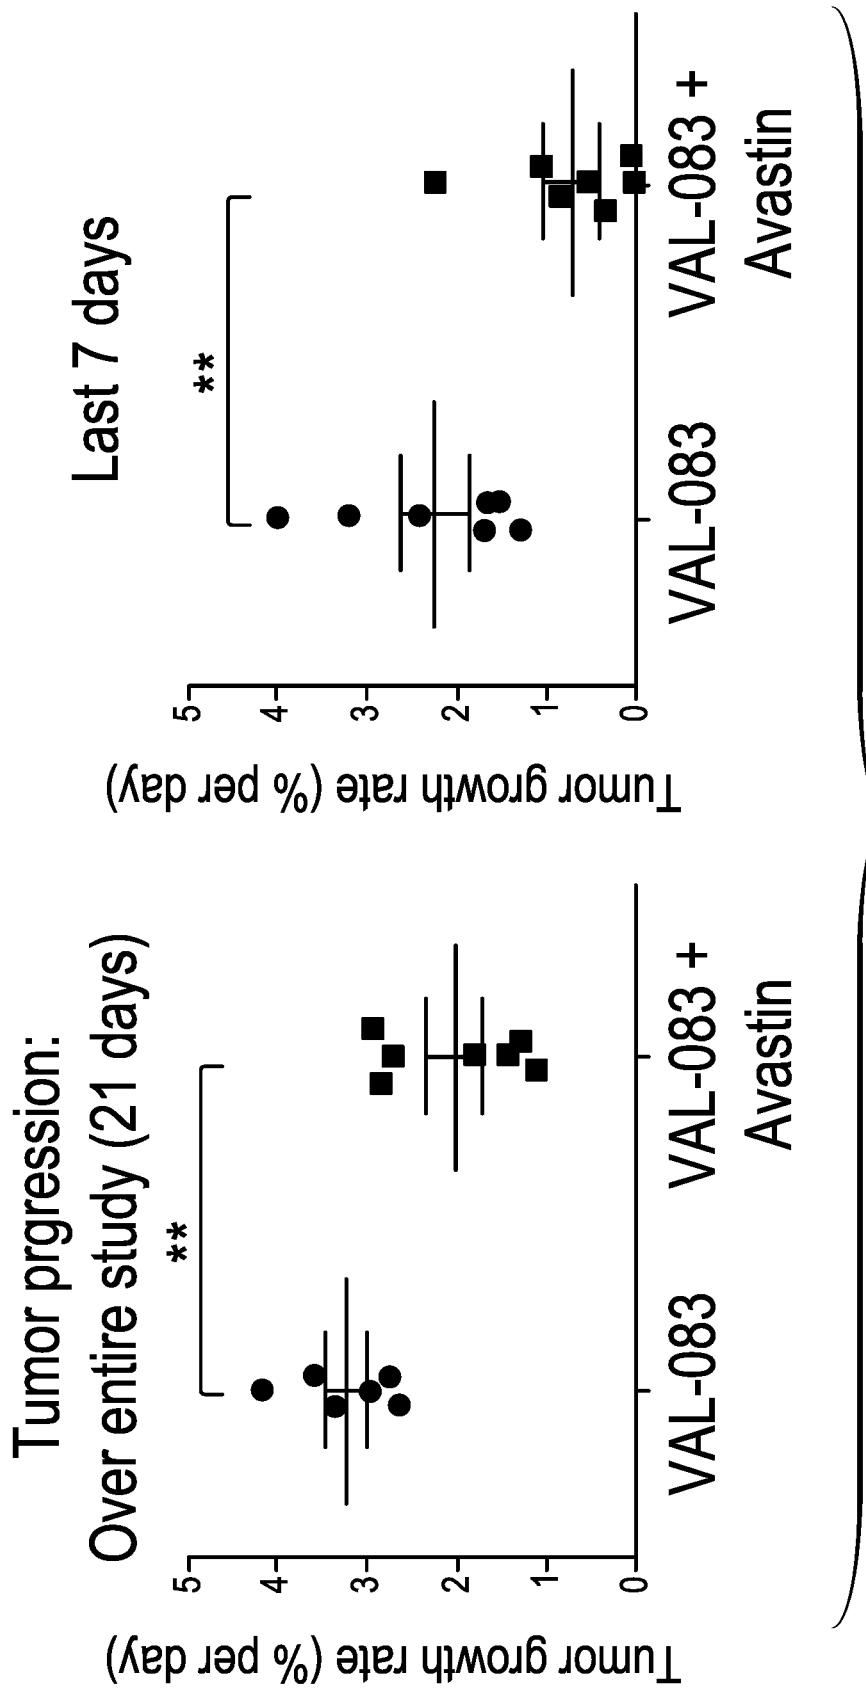 Tumor prgression:
Over entire study (21 days)
**
Tumor growth rate (% per day)
5
4
3
2
1
0
VAL-083
VAL-083 +
Avastin
Last 7 days
**
Tumor growth rate (% per day)
5
4
3
2
1
0
VAL-083
VAL-083 +
Avastin